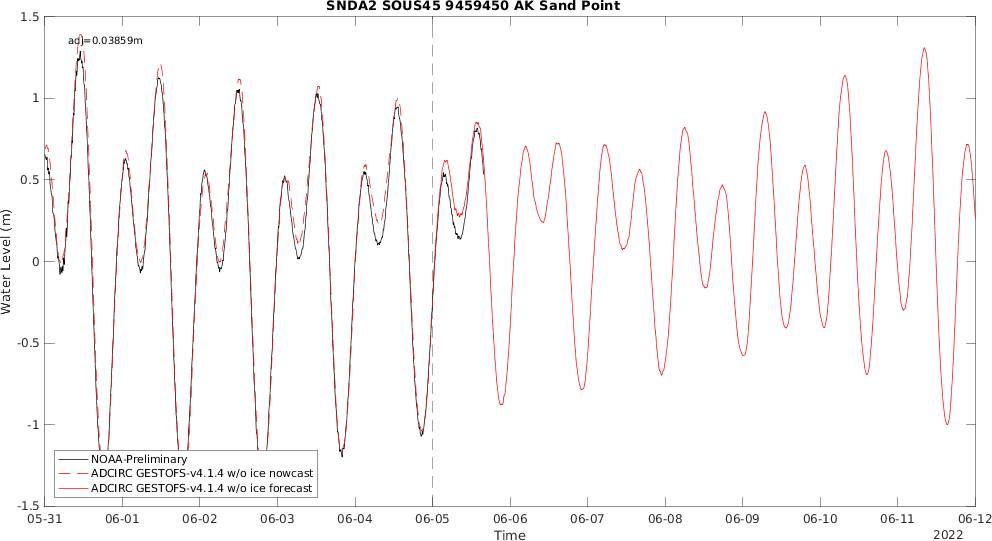 SNDA2 SOUS45 9459450 AK Sand Point
adj=0.03859m
1.5
1
0.5
0
-0.5
-1
-1.5
Water Level (m)
NOAA-Preliminary
ADCIRC GESTOFS-v4.1.4 w/o ice nowcast
ADCIRC GESTOFS-v4.1.4 w/o ice forecast
05-31 06-01 06-02 06-03 06-04 06-05 06-06 06-07 06-08 06-09 06-10 06-11 06-12
Time
2022